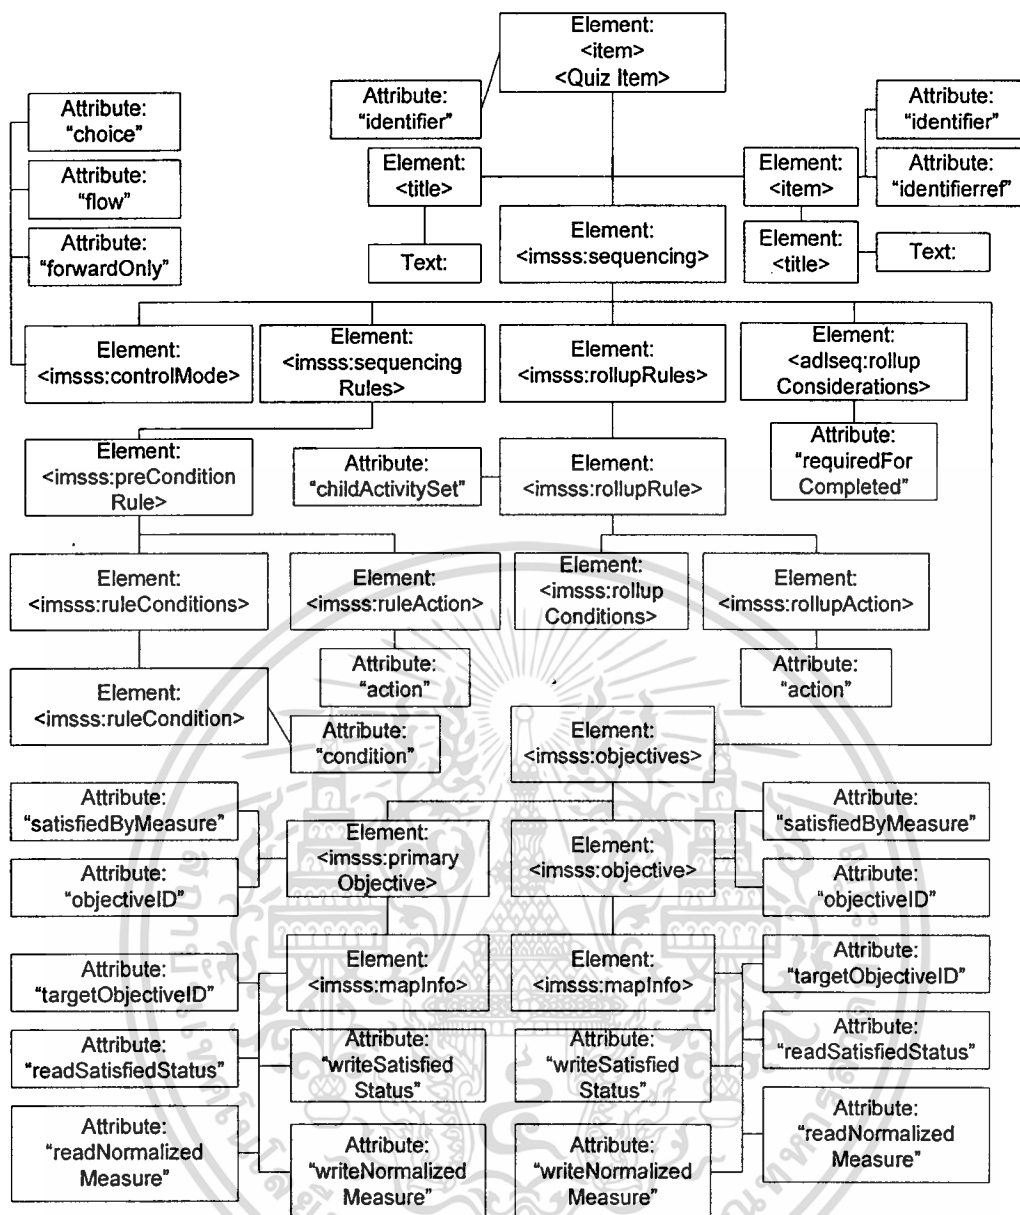 Element:
<item>
<Quiz Item>
Attribute:
"identifier"
Attribute:
"choice"
Attribute:
"flow"
Attribute:
"forwardOnly"
Element:
<title>
Text:
Element:
<item>
Attribute:
"identifier"
Attribute:
"identifierref"
Element:
<title>
Text:
Element:
<imsss:sequencing>
Element:
<imsss:controlMode>
Element:
<imsss:sequencing
Rules>
Element:
<imsss:rollupRules>
Element:
<adlseq:rollup
Considerations>
Element:
<imsss:preCondition
Rule>
Attribute:
"childActivitySet"
Element:
<imsss:rollupRule>
Attribute:
"requiredFor
Completed"
Element:
<imsss:ruleConditions>
Element:
<imsss:ruleAction>
Element:
<imsss:rollup
Conditions>
Element:
<imsss:rollupAction>
Element:
<imsss:ruleCondition>
Attribute:
"action"
Attribute:
"action"
Attribute:
"condition"
Element:
<imsss:objectives>
Attribute:
"satisfiedByMeasure"
Attribute:
"objectiveID"
Element:
<imsss:primary
Objective>
Element:
<imsss:objective>
Attribute:
"satisfiedByMeasure"
Attribute:
"objectiveID"
Attribute:
"targetObjectiveID"
Element:
<imsss:mapInfo>
Element:
<imsss:mapInfo>
Attribute:
"targetObjectiveID"
Attribute:
"readSatisfiedStatus"
Attribute:
"writeSatisfied
Status"
Attribute:
"writeSatisfied
Status"
Attribute:
"readSatisfiedStatus"
Attribute:
"readNormalized
Measure"
Attribute:
"writeNormalized
Measure"
Attribute:
"writeNormalized
Measure"
Attribute:
"readNormalized
Measure"